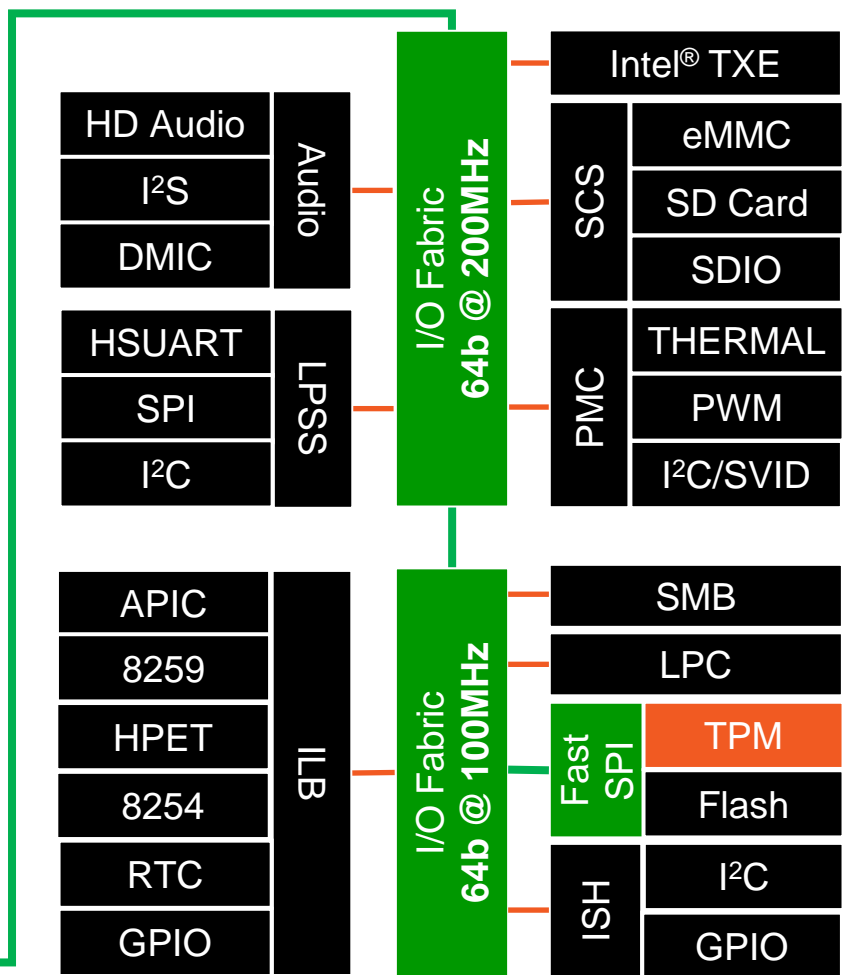 Intel® TXE
HD Audio
I²S
DMIC
Audio
I/O Fabric
64b @ 200MHz
SCS
eMMC
SD Card
SDIO
HSUART
SPI
I²C
LPSS
PMC
THERMAL
PWM
I²C/SVID
APIC
8259
HPET
8254
RTC
GPIO
ILB
I/O Fabric
64b @ 100MHz
SMB
LPC
Fast
SPI
TPM
Flash
ISH
I²C
GPIO